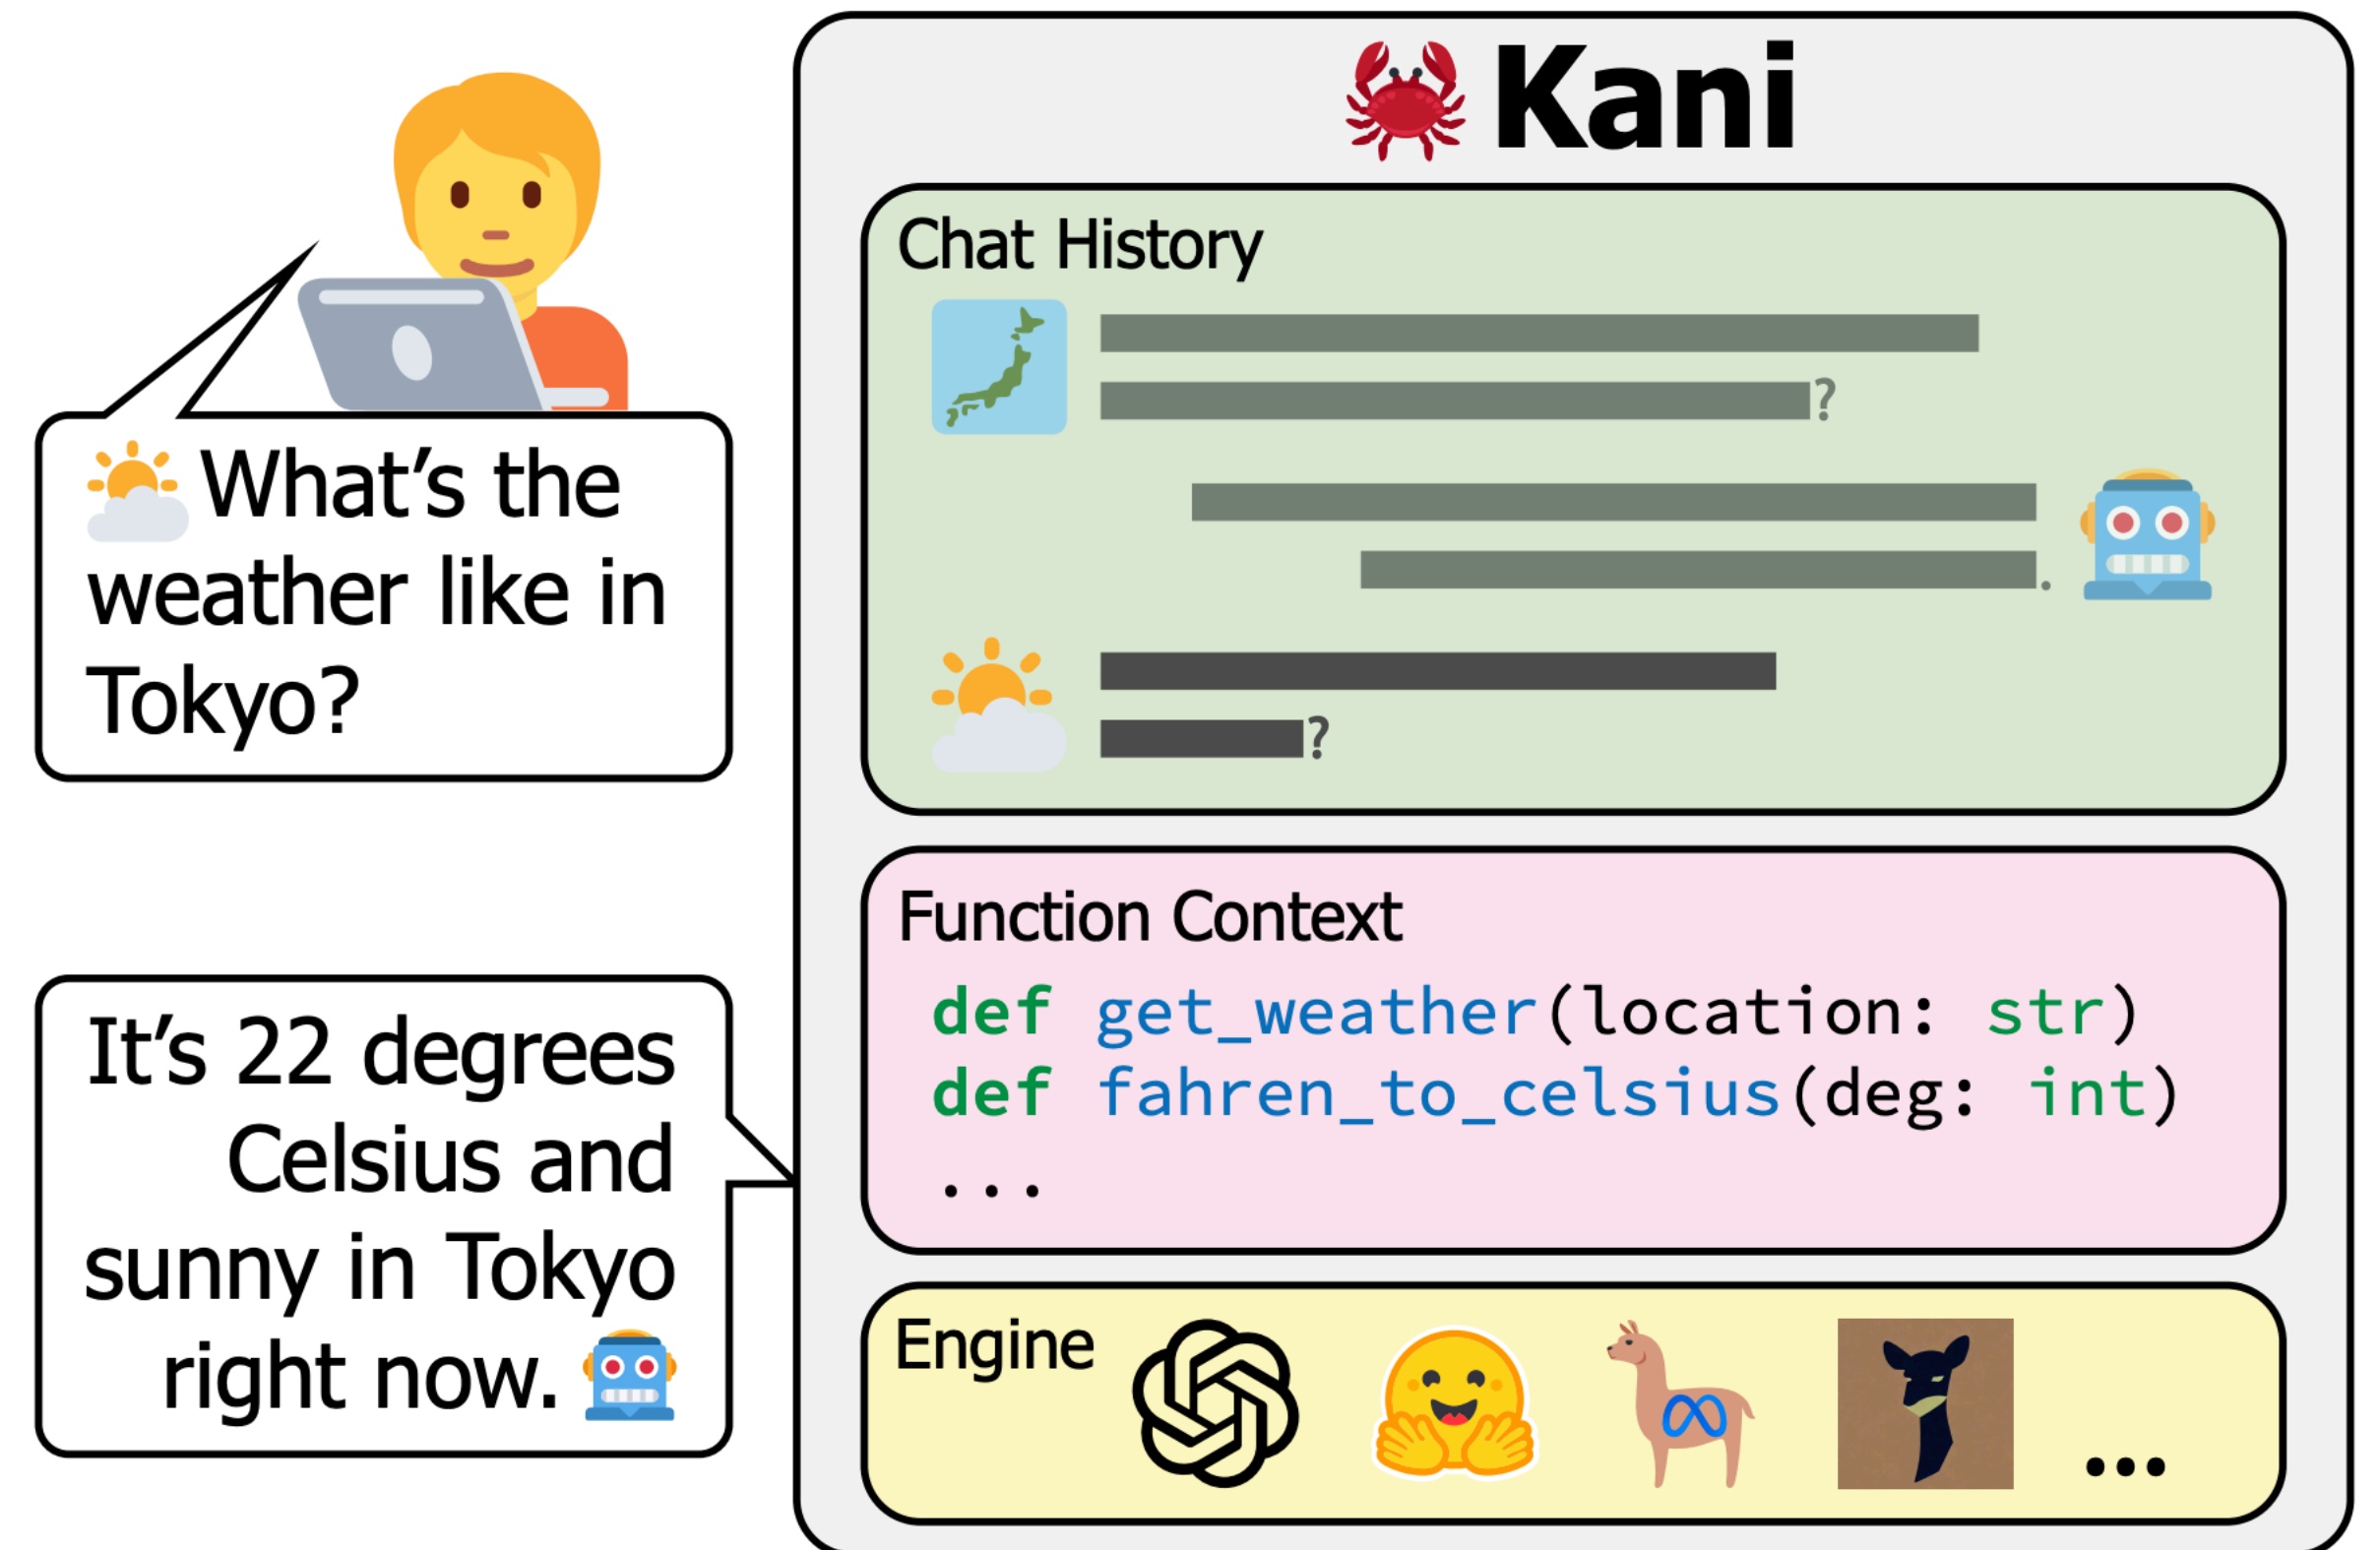 Kani
What's the
weather like in
Tokyo?
It's 22 degrees
Celsius and
sunny in Tokyo
right now.
Chat History
?
.
?
Function Context
def get_weather(location: str)
def fahren_to_celsius(deg: int)
...
Engine
...